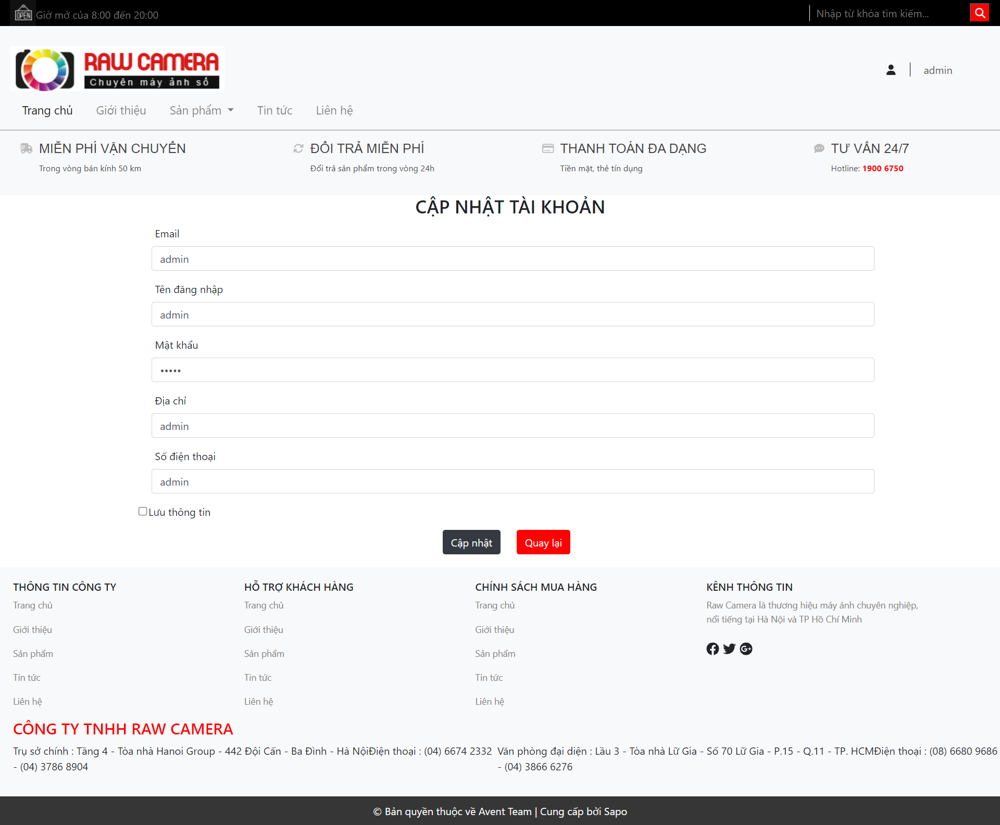 OPEN Giờ mở của 8:00 đến 20:00
Nhập từ khóa tìm kiếm...
RAW CAMERA
Chuyên máy ảnh số
admin
Trang chủ Giới thiệu Sản phẩm Tin tức Liên hệ
MIỄN PHÍ VẬN CHUYỂN
Trong vòng bán kính 50 km
ĐỔI TRẢ MIỄN PHÍ
Đổi trả sản phẩm trong vòng 24h
THANH TOÁN ĐA DẠNG
Tiền mặt, thẻ tín dụng
TƯ VẤN 24/7
Hotline: 1900 6750
CẬP NHẬT TÀI KHOẢN
Email
admin
Tên đăng nhập
admin
Mật khẩu
•••••
Địa chỉ
admin
Số điện thoại
admin
Lưu thông tin
Cập nhật Quay lại
THÔNG TIN CÔNG TY
Trang chủ
Giới thiệu
Sản phẩm
Tin tức
Liên hệ
HỖ TRỢ KHÁCH HÀNG
Trang chủ
Giới thiệu
Sản phẩm
Tin tức
Liên hệ
CHÍNH SÁCH MUA HÀNG
Trang chủ
Giới thiệu
Sản phẩm
Tin tức
Liên hệ
KÊNH THÔNG TIN
Raw Camera là thương hiệu máy ảnh chuyên nghiệp,
nổi tiếng tại Hà Nội và TP Hồ Chí Minh
CÔNG TY TNHH RAW CAMERA
Trụ sở chính : Tầng 4 - Tòa nhà Hanoi Group - 442 Đội Cấn - Ba Đình - Hà NộiĐiện thoại : (04) 6674 2332
- (04) 3786 8904
Văn phòng đại diện : Lầu 3 - Tòa nhà Lữ Gia - Số 70 Lữ Gia - P.15 - Q.11 - TP. HCMĐiện thoại : (08) 6680 9686
- (04) 3866 6276
© Bản quyền thuộc về Avent Team | Cung cấp bởi Sapo